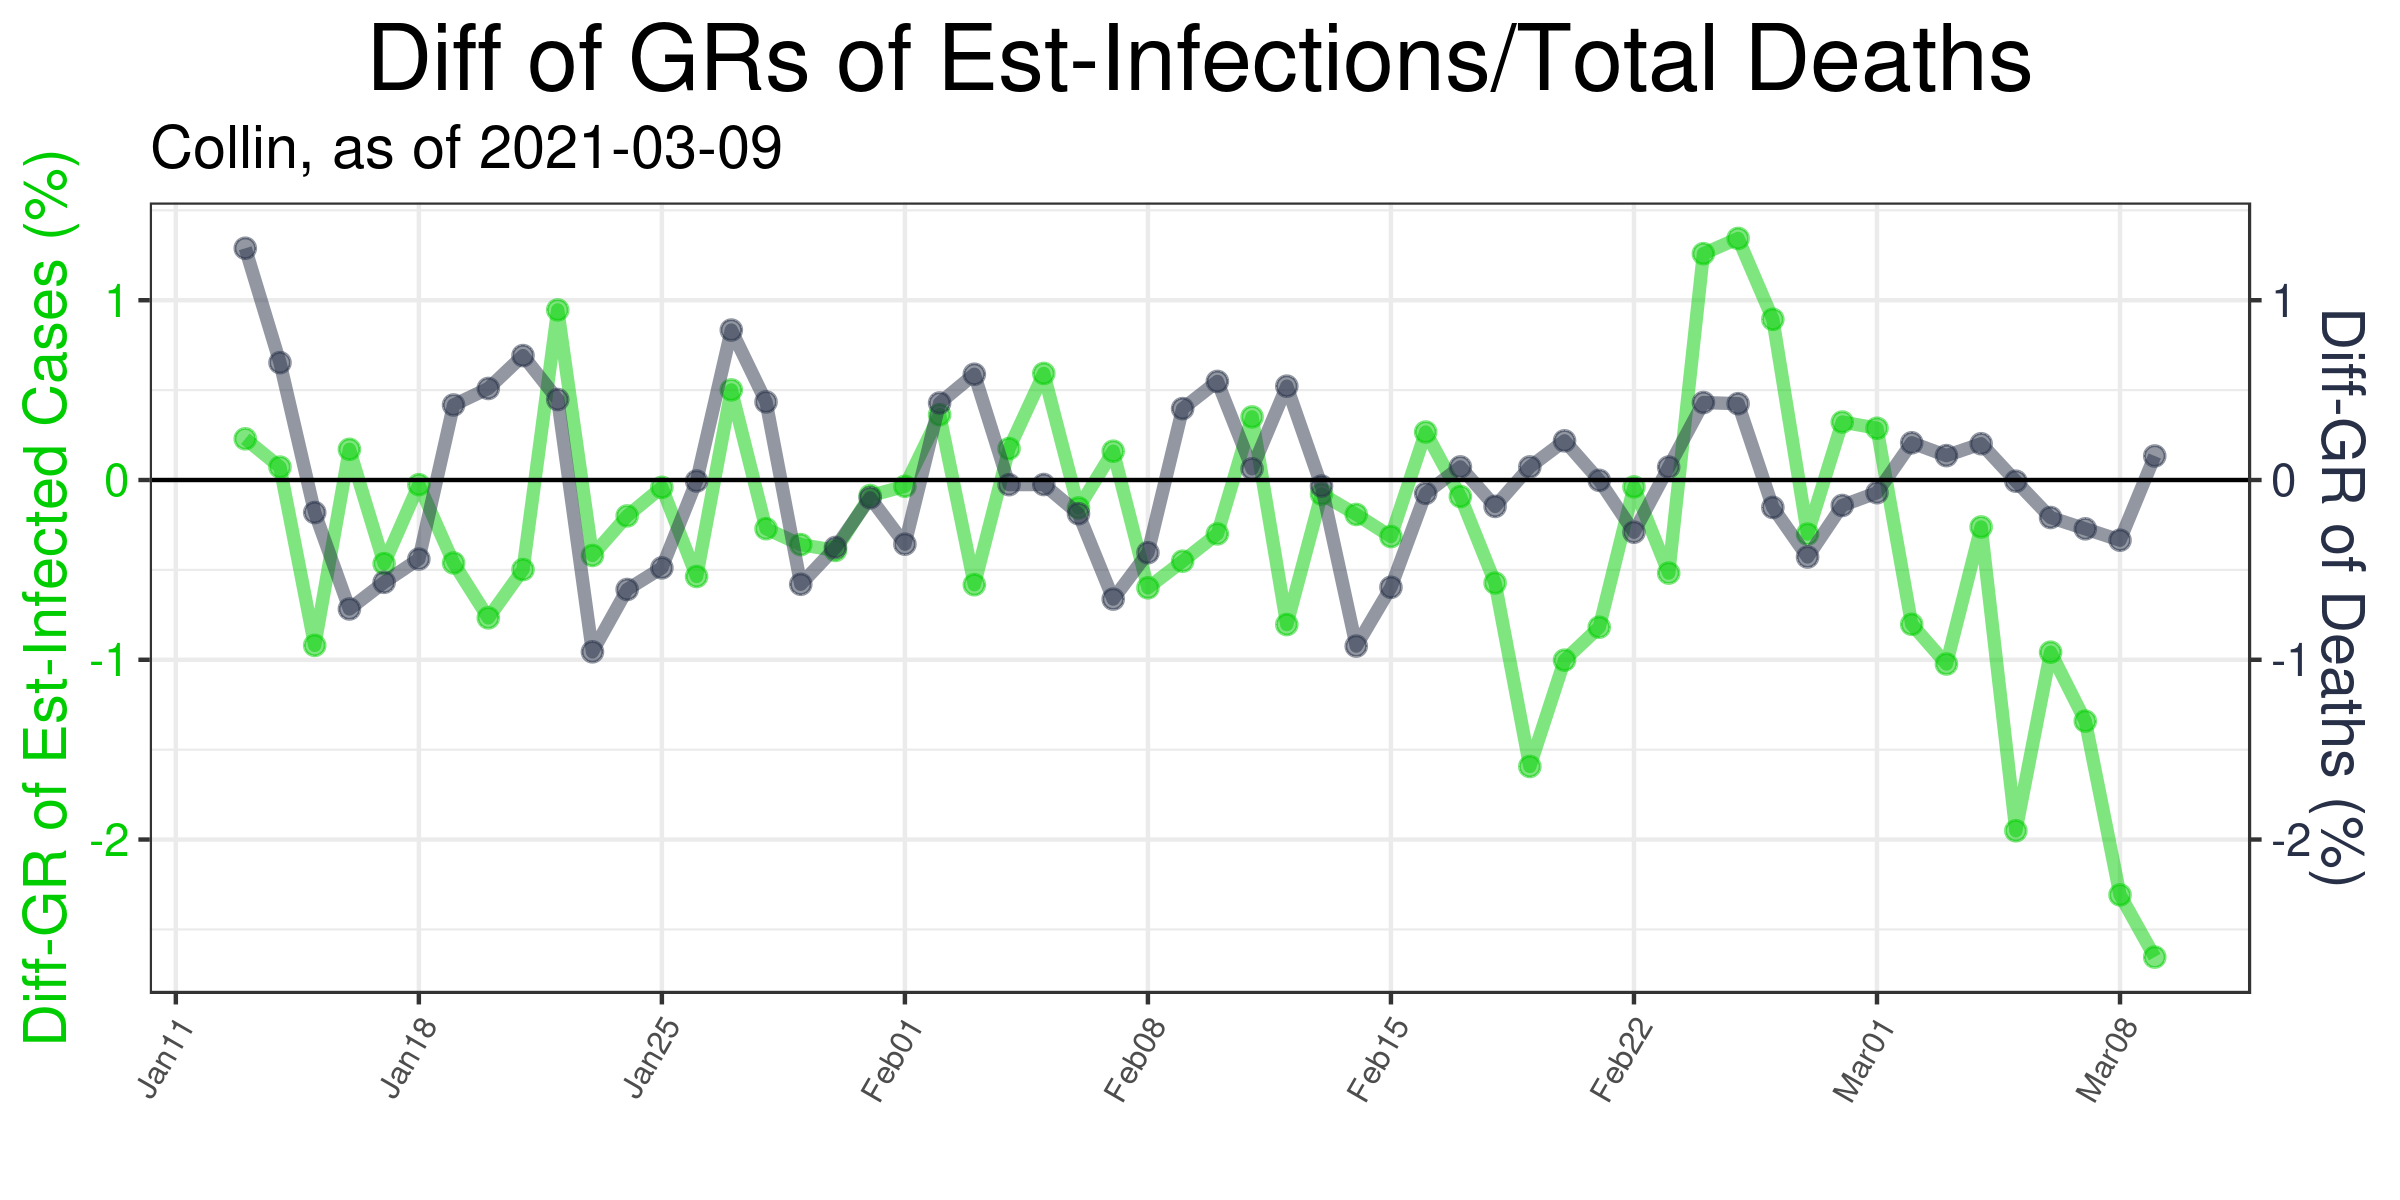 Diff of GRs of Est-Infections/Total Deaths
Collin, as of 2021-03-09
Diff-GR of Est-Infected Cases (%)
1
0
-1
-2
1
0
-1
-2
Diff-GR of Deaths (%)
Jan11
Jan18
Jan25
Feb01
Feb08
Feb15
Feb22
Mar01
Mar08